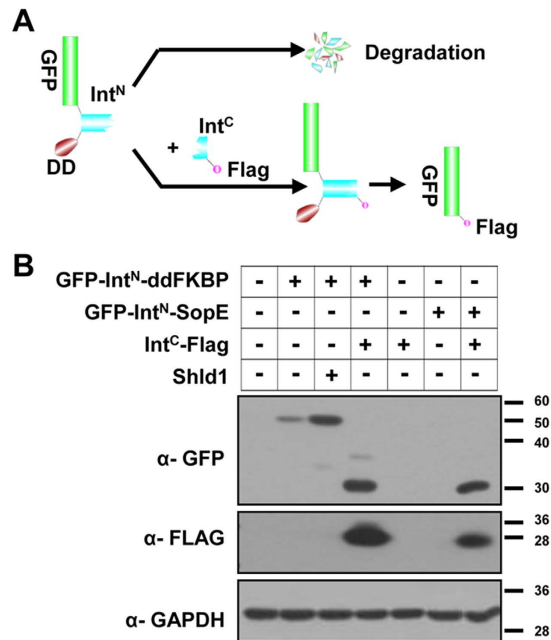 A
GFP
Int^N
DD
Degradation
+
Int^C
Flag
GFP
Flag
B
GFP-Int^N-ddFKBP - + + + - - -
GFP-Int^N-SopE - - - - - + +
Int^C-Flag - - - + + - +
Shld1 - - + - - - -
α- GFP
60
50
40
30
α- FLAG
36
28
α- GAPDH
36
28